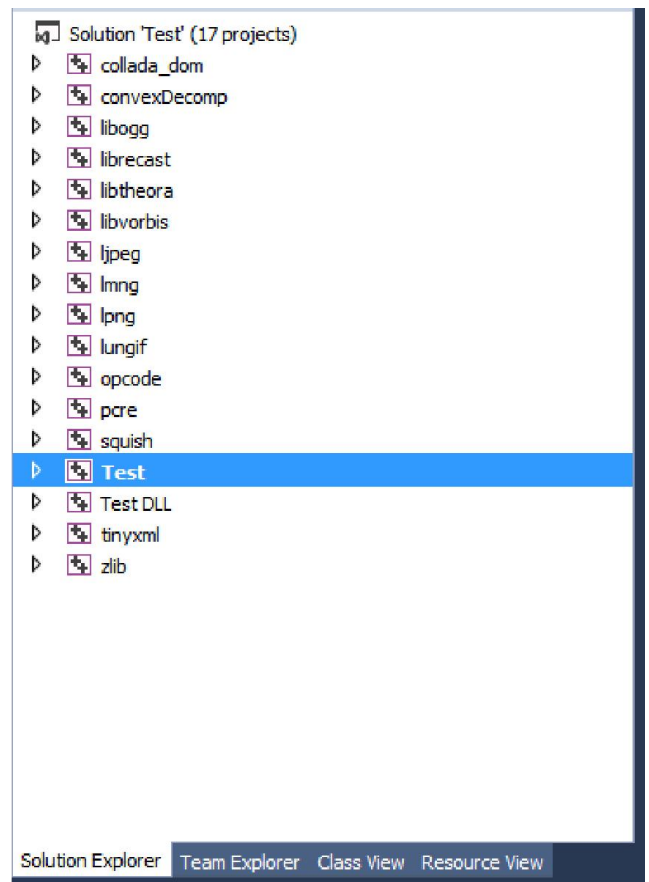 Solution 'Test' (17 projects)
collada_dom
convexDecomp
libogg
librecast
libtheora
libvorbis
ljpeg
lmng
lpng
lungif
opcode
pcre
squish
Test
Test DLL
tinyxml
zlib
Solution Explorer Team Explorer Class View Resource View